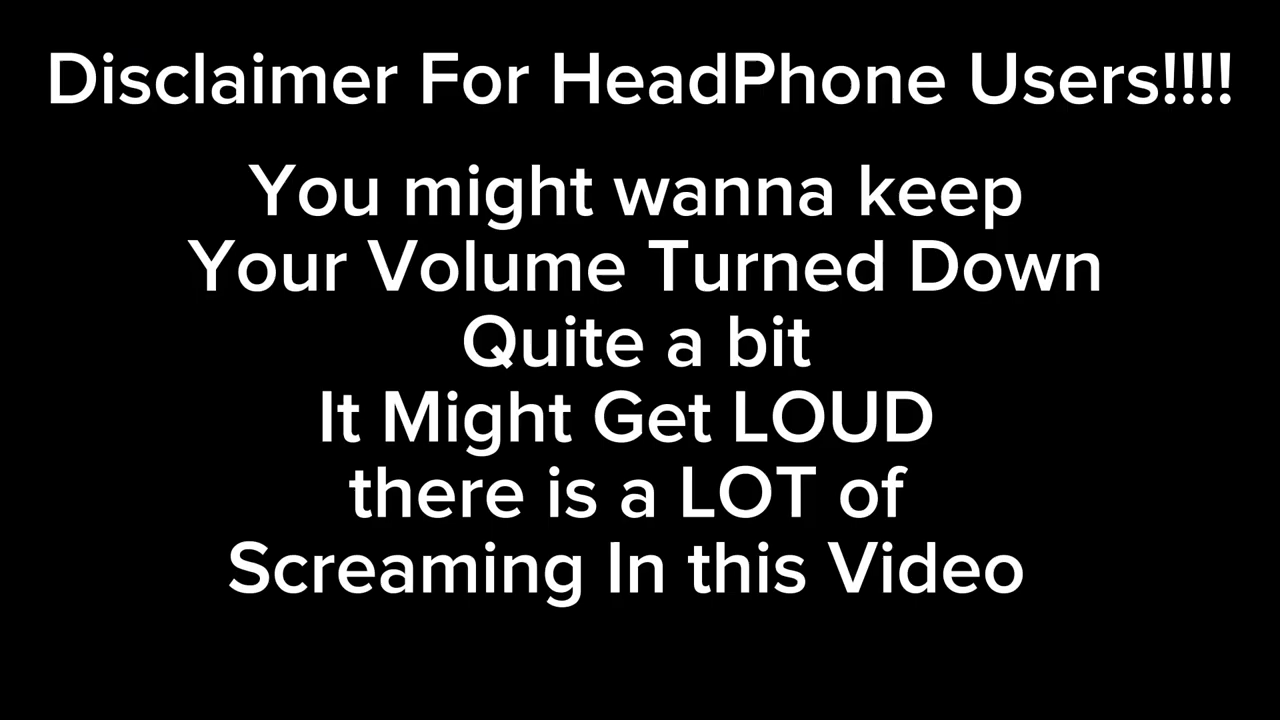 Disclaimer For HeadPhone Users!!!!
You might wanna keep
Your Volume Turned Down
Quite a bit
It Might Get LOUD
there is a LOT of
Screaming In this Video